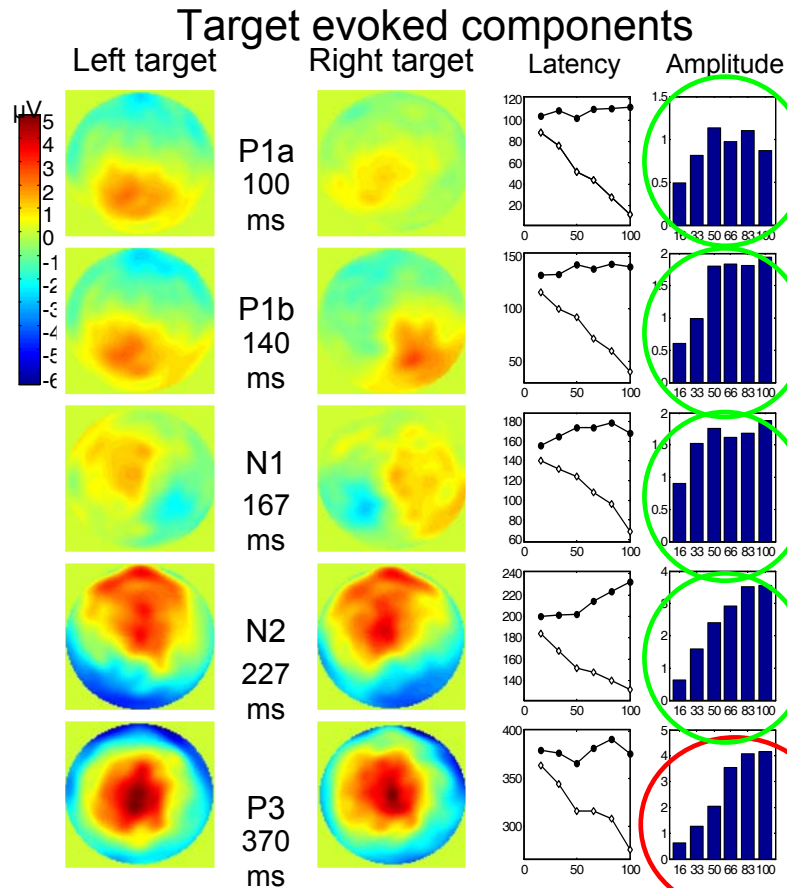 Target evoked components
Left target Right target Latency Amplitude
µV
5
4
3
2
1
0
-1
-2
-3
-4
-5
-6
P1a
100
ms
120
100
80
60
40
20
0 50 100
1.5
1
0.5
0
16 33 50 66 83 100
P1b
140
ms
150
100
50
0 50 100
2
1.5
1
0.5
0
16 33 50 66 83 100
N1
167
ms
180
160
140
120
100
80
60
0 50 100
2
1.5
1
0.5
0
16 33 50 66 83 100
N2
227
ms
240
220
200
180
160
140
0 50 100
4
3
2
1
0
16 33 50 66 83 100
P3
370
ms
400
350
300
0 50 100
5
4
3
2
1
0
16 33 50 66 83 100